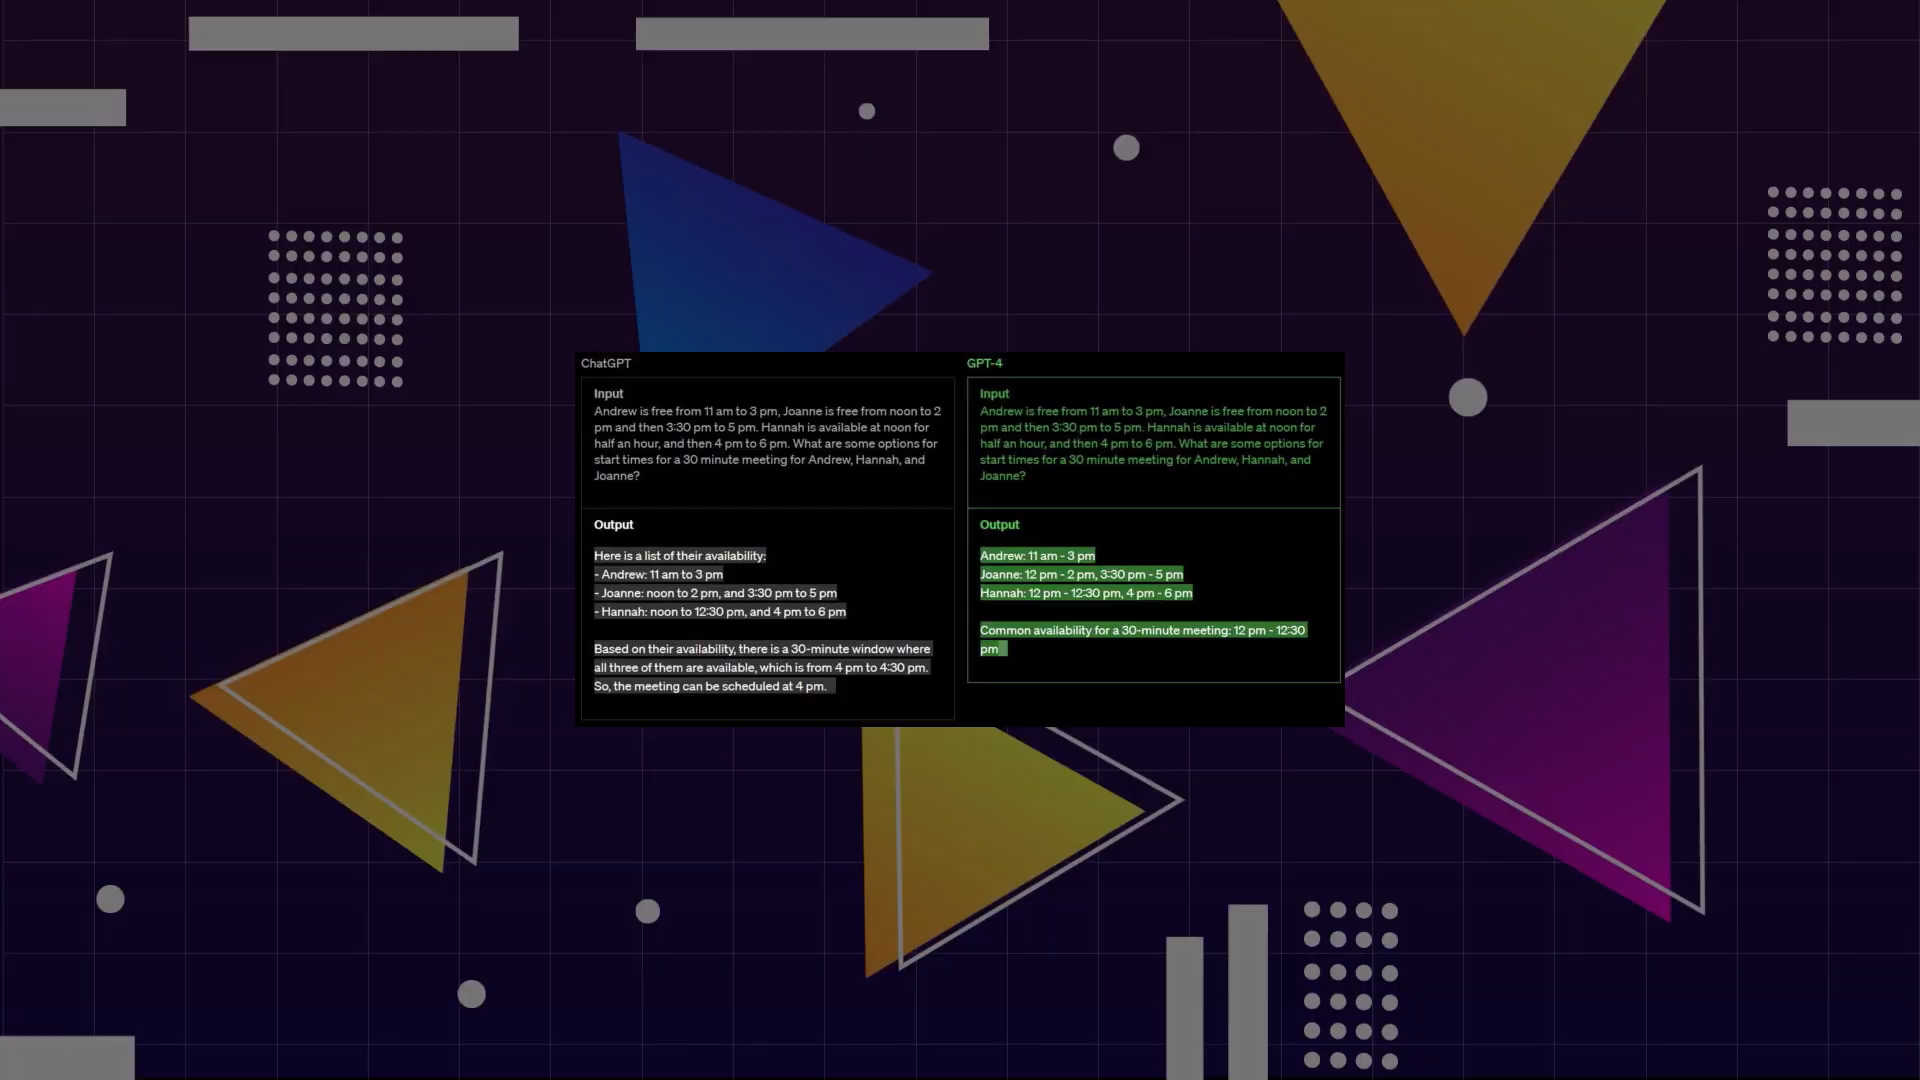 ChatGPT
Input
Andrew is free from 11 am to 3 pm, Joanne is free from noon to 2
pm and then 3:30 pm to 5 pm. Hannah is available at noon for
half an hour, and then 4 pm to 6 pm. What are some options for
start times for a 30 minute meeting for Andrew, Hannah, and
Joanne?
Output
Here is a list of their availability:
- Andrew: 11 am to 3 pm
- Joanne: noon to 2 pm, and 3:30 pm to 5 pm
- Hannah: noon to 12:30 pm, and 4 pm to 6 pm
Based on their availability, there is a 30-minute window where
all three of them are available, which is from 4 pm to 4:30 pm.
So, the meeting can be scheduled at 4 pm.
GPT-4
Input
Andrew is free from 11 am to 3 pm, Joanne is free from noon to 2
pm and then 3:30 pm to 5 pm. Hannah is available at noon for
half an hour, and then 4 pm to 6 pm. What are some options for
start times for a 30 minute meeting for Andrew, Hannah, and
Joanne?
Output
Andrew: 11 am - 3 pm
Joanne: 12 pm - 2 pm, 3:30 pm - 5 pm
Hannah: 12 pm - 12:30 pm, 4 pm - 6 pm
Common availability for a 30-minute meeting: 12 pm - 12:30
pm